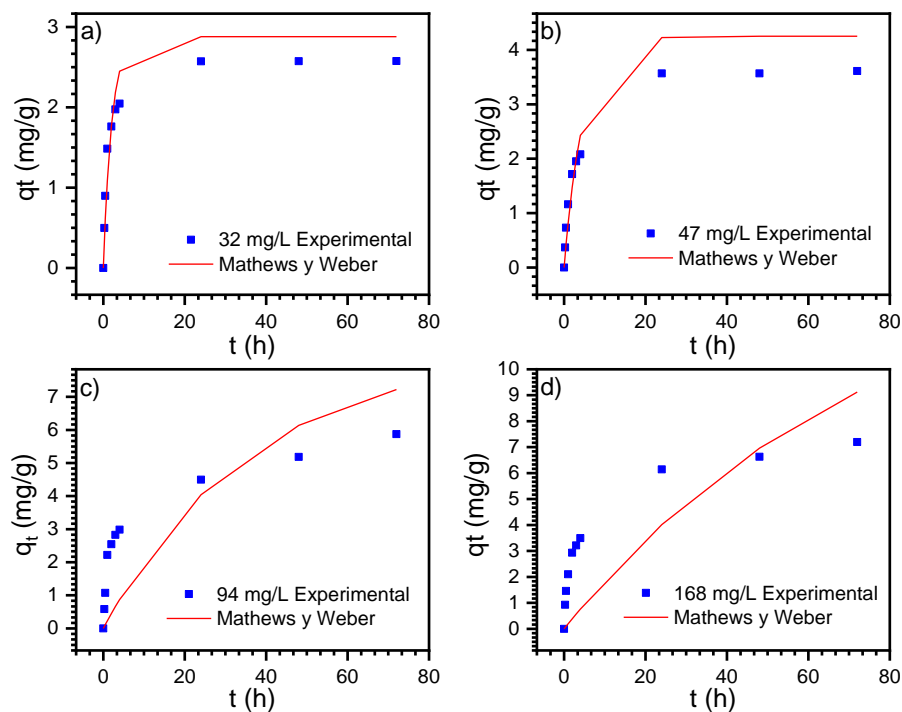 a)
3
2
1
0
qt (mg/g)
32 mg/L Experimental
Mathews y Weber
0 20 40 60 80
t (h)
b)
4
3
2
1
0
qt (mg/g)
47 mg/L Experimental
Mathews y Weber
0 20 40 60 80
t (h)
c)
7
6
5
4
3
2
1
0
qt (mg/g)
94 mg/L Experimental
Mathews y Weber
0 20 40 60 80
t (h)
d)
10
9
8
7
6
5
4
3
2
1
0
qt (mg/g)
168 mg/L Experimental
Mathews y Weber
0 20 40 60 80
t (h)